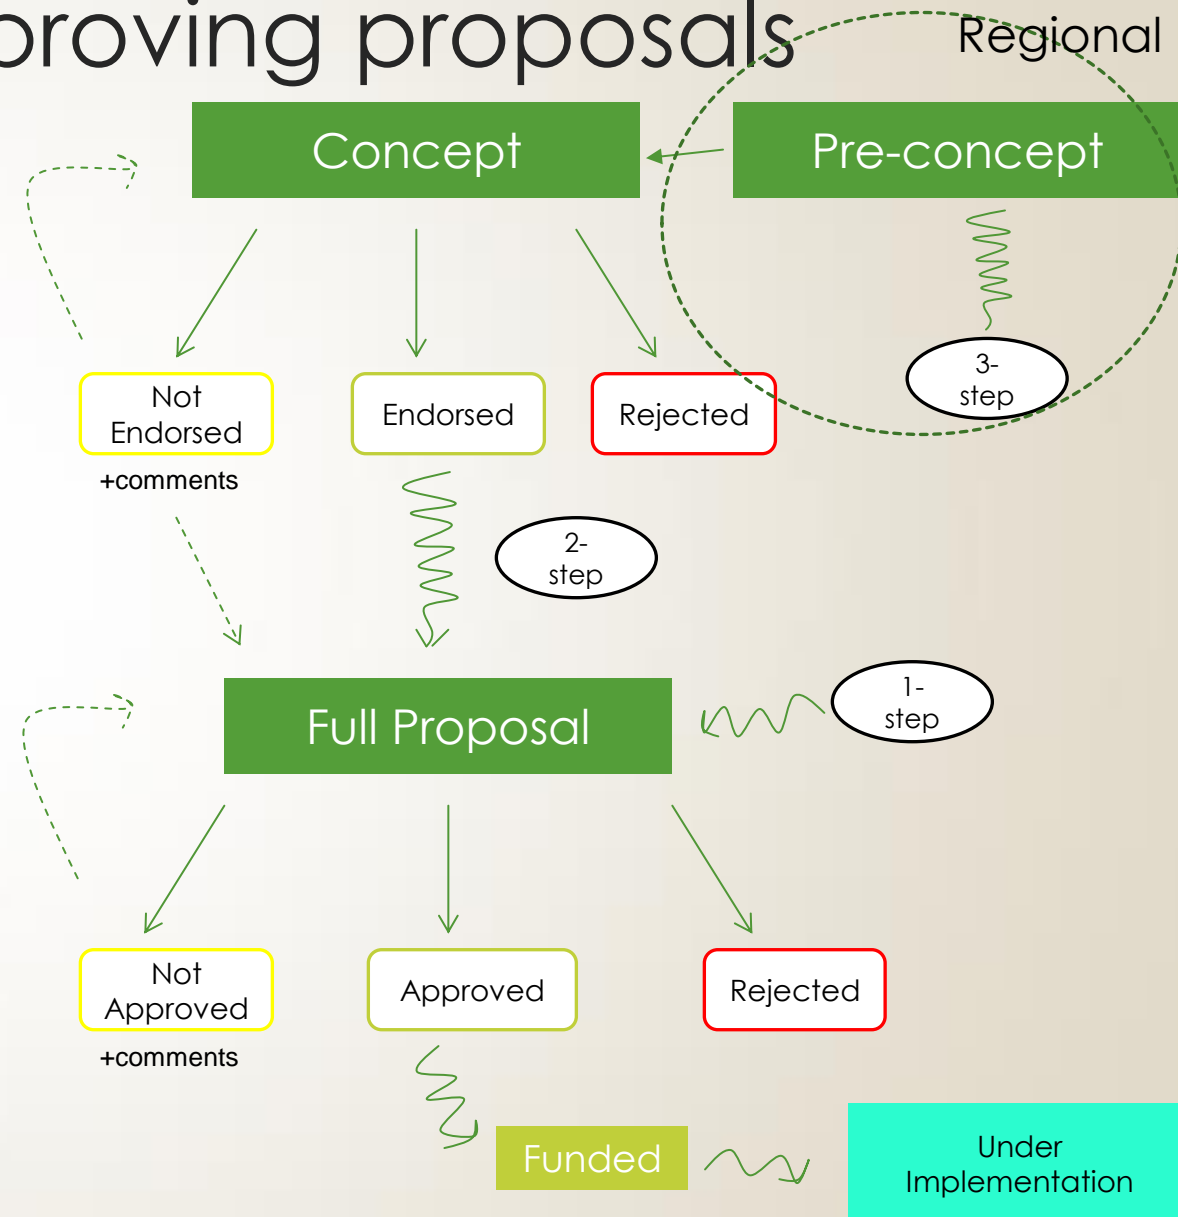 proving proposals
Regional
Concept
Pre-concept
3-
step
Not
Endorsed
Endorsed
Rejected
+comments
2-
step
1-
step
Full Proposal
Not
Approved
Approved
Rejected
+comments
Funded
Under
Implementation